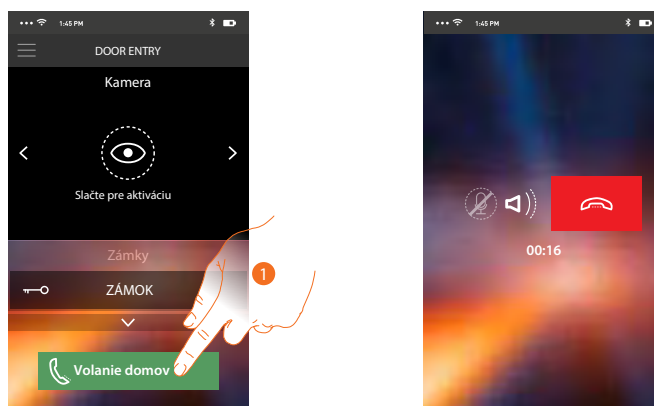 1:45 PM
DOOR ENTRY
Kamera
Slačte pre aktiváciu
Zámky
ZÁMOK
Volanie domov
1
1:45 PM
00:16